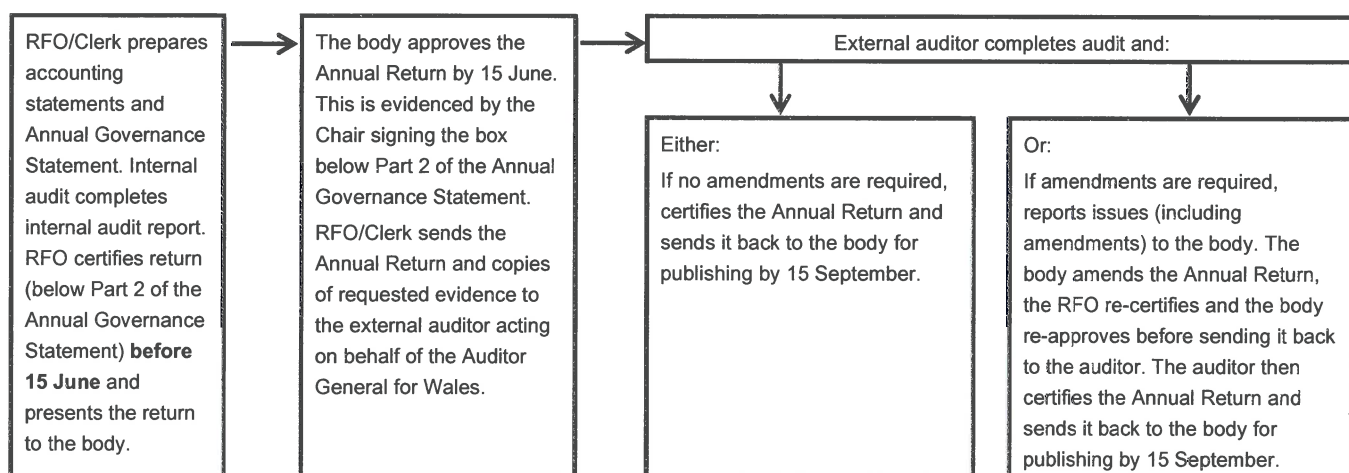 RFO/Clerk prepares
accounting
statements and
Annual Governance
Statement. Internal
audit completes
internal audit report.
RFO certifies return
(below Part 2 of the
Annual Governance
Statement) before
15 June and
presents the return
to the body.
The body approves the
Annual Return by 15 June.
This is evidenced by the
Chair signing the box
below Part 2 of the Annual
Governance Statement.
RFO/Clerk sends the
Annual Return and copies
of requested evidence to
the external auditor acting
on behalf of the Auditor
General for Wales.
External auditor completes audit and:
Either:
If no amendments are required,
certifies the Annual Return and
sends it back to the body for
publishing by 15 September.
Or:
If amendments are required,
reports issues (including
amendments) to the body. The
body amends the Annual Return,
the RFO re-certifies and the body
re-approves before sending it back
to the auditor. The auditor then
certifies the Annual Return and
sends it back to the body for
publishing by 15 September.